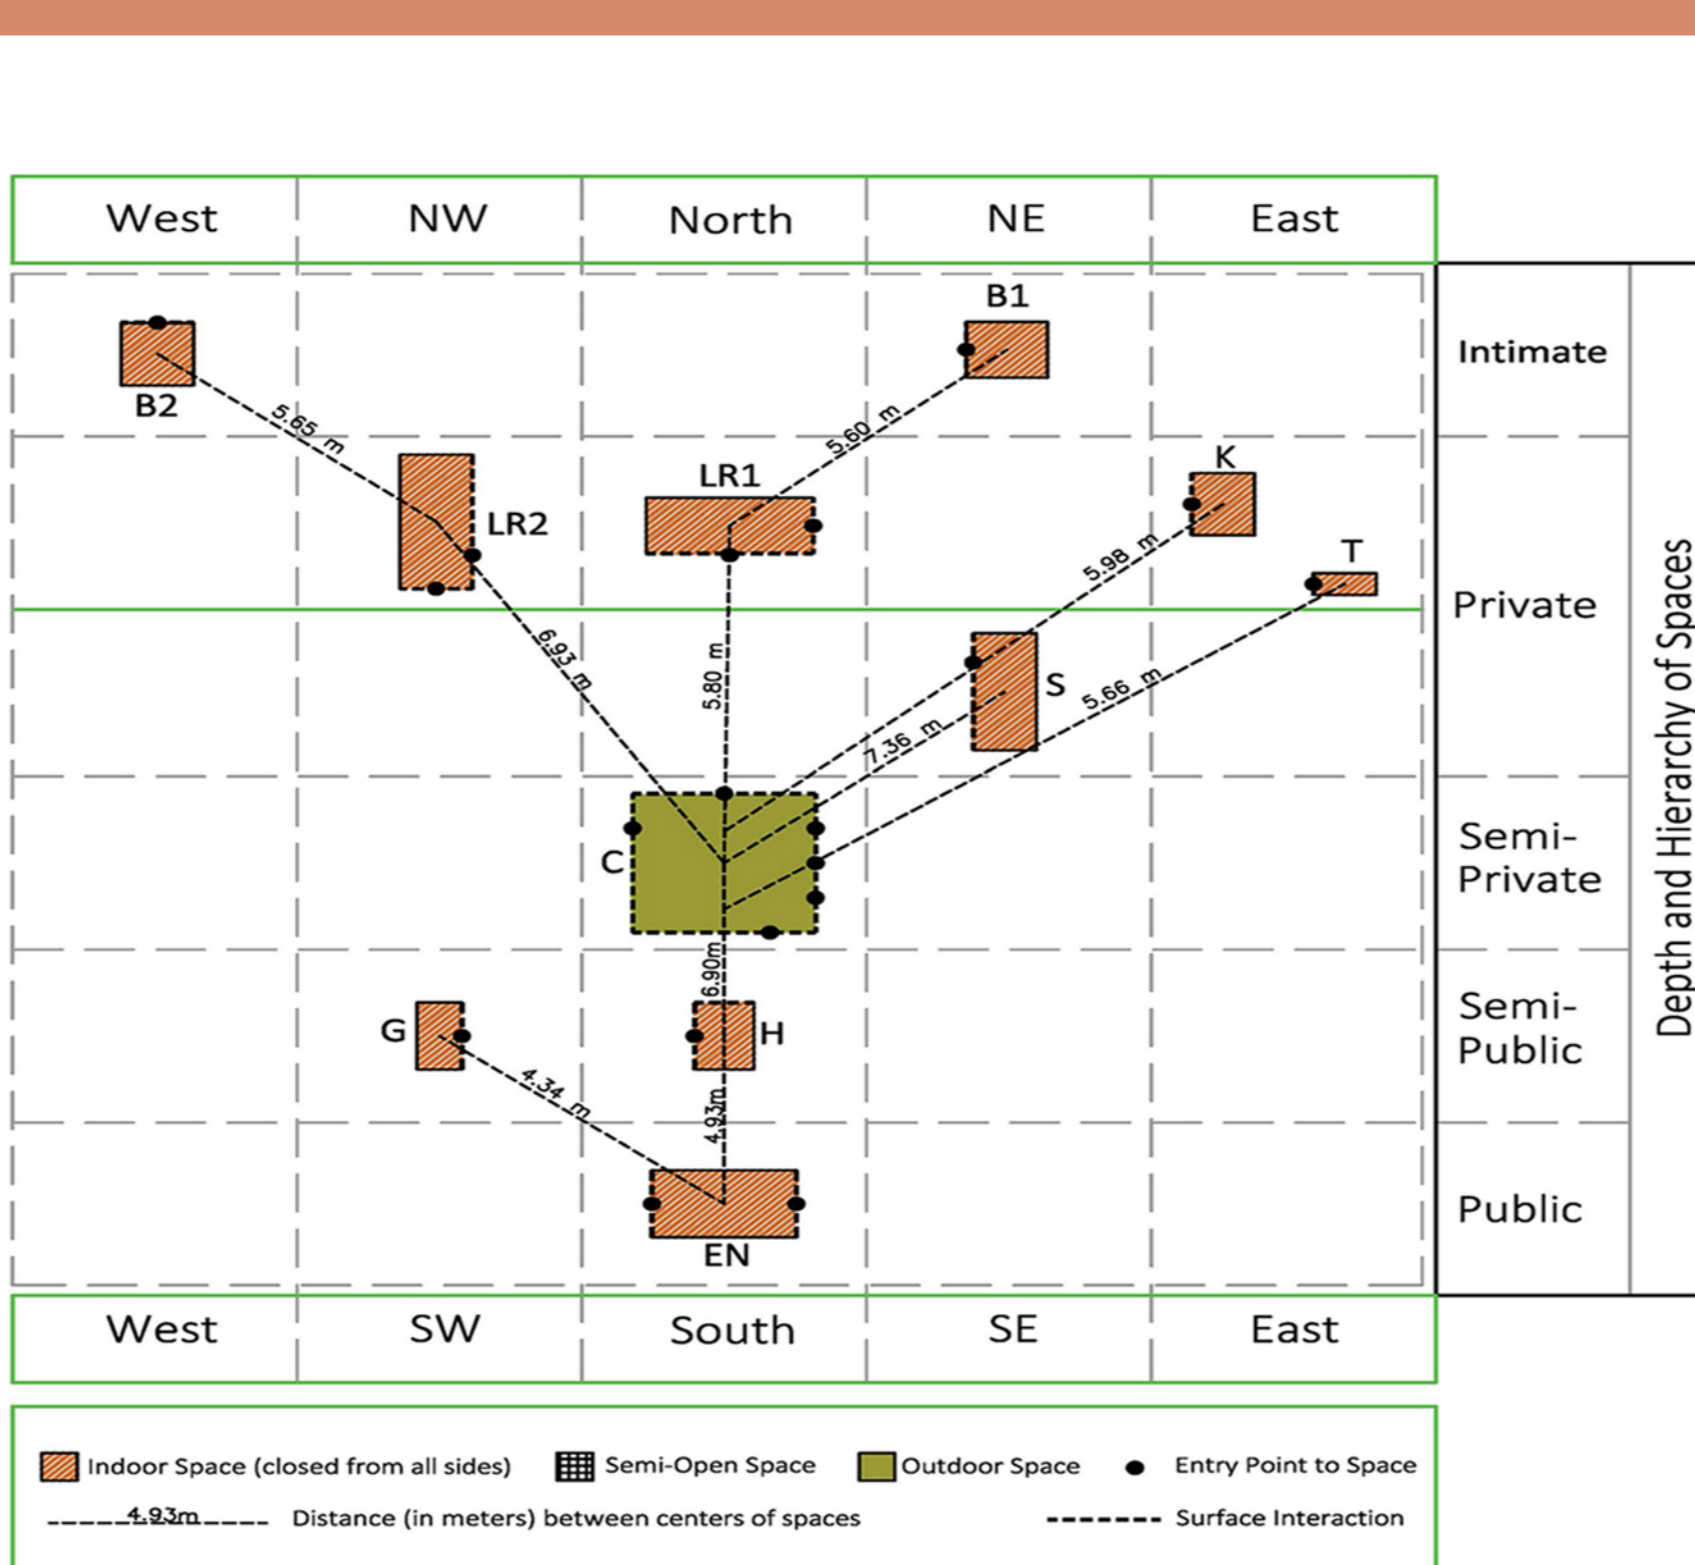 West NW North NE East
B1
Intimate
B2
5.65 m
5.60 m
K
LR1
LR2
5.98 m
T
Private
6.93 m
5.80 m
S
5.66 m
7.36 m
Semi-
Private
C
6.90m
Semi-
Public
G
H
4.34 m
4.93m
Public
EN
Depth and Hierarchy of Spaces
West SW South SE East
Indoor Space (closed from all sides) Semi-Open Space Outdoor Space Entry Point to Space
4.93m Distance (in meters) between centers of spaces Surface Interaction